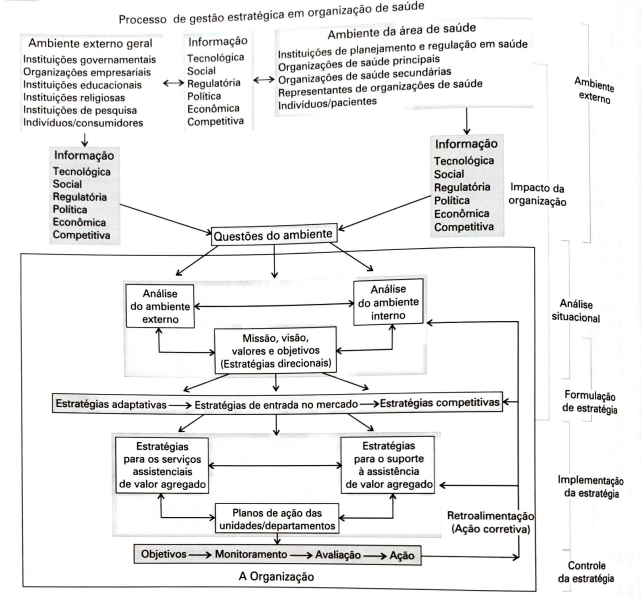 Processo de gestão estratégica em organização de saúde
Ambiente externo geral
Instituições governamentais
Organizações empresariais
Instituições educacionais
Instituições religiosas
Instituições de pesquisa
Indivíduos/consumidores
Informação
Tecnológica
Social
Regulatória
Política
Econômica
Competitiva
Ambiente da área de saúde
Instituições de planejamento e regulação em saúde
Organizações de saúde principais
Organizações de saúde secundárias
Representantes de organizações de saúde
Indivíduos/pacientes
Ambiente
externo
Informação
Tecnológica
Social
Regulatória
Política
Econômica
Competitiva
Informação
Tecnológica
Social
Regulatória
Política
Econômica
Competitiva
Impacto da
organização
Questões do ambiente
Análise
do ambiente
externo
Análise
do ambiente
interno
Análise
situacional
Missão, visão,
valores e objetivos
(Estratégias direcionais)
Estratégias adaptativas → Estratégias de entrada no mercado → Estratégias competitivas
Formulação
de estratégia
Estratégias
para os serviços
assistenciais
de valor agregado
Estratégias
para o suporte
à assistência
de valor agregado
Implementação
da estratégia
Planos de ação das
unidades/departamentos
Retroalimentação
(Ação corretiva)
Objetivos → Monitoramento → Avaliação → Ação
A Organização
Controle
da estratégia